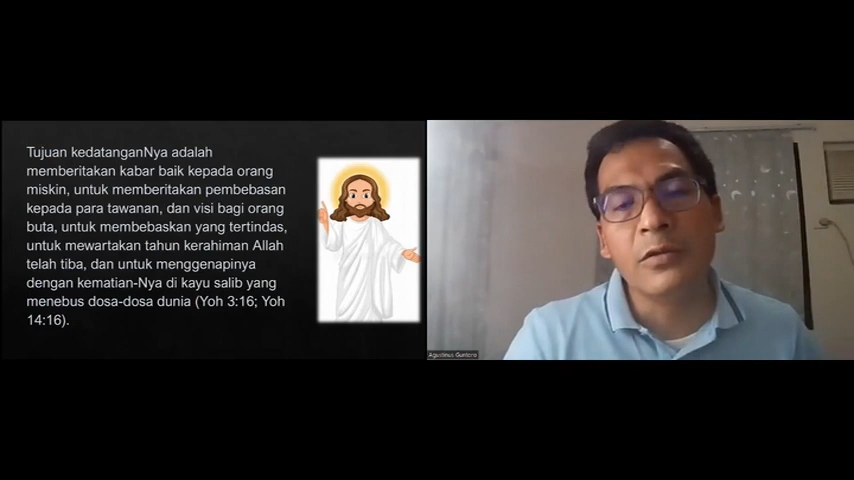 Tujuan kedatanganNya adalah
memberitakan kabar baik kepada orang
miskin, untuk memberitakan pembebasan
kepada para tawanan, dan visi bagi orang
buta, untuk membebaskan yang tertindas,
untuk mewartakan tahun kerahiman Allah
telah tiba, dan untuk menggenapinya
dengan kematian-Nya di kayu salib yang
menebus dosa-dosa dunia (Yoh 3:16; Yoh
14:16).
Agustinus